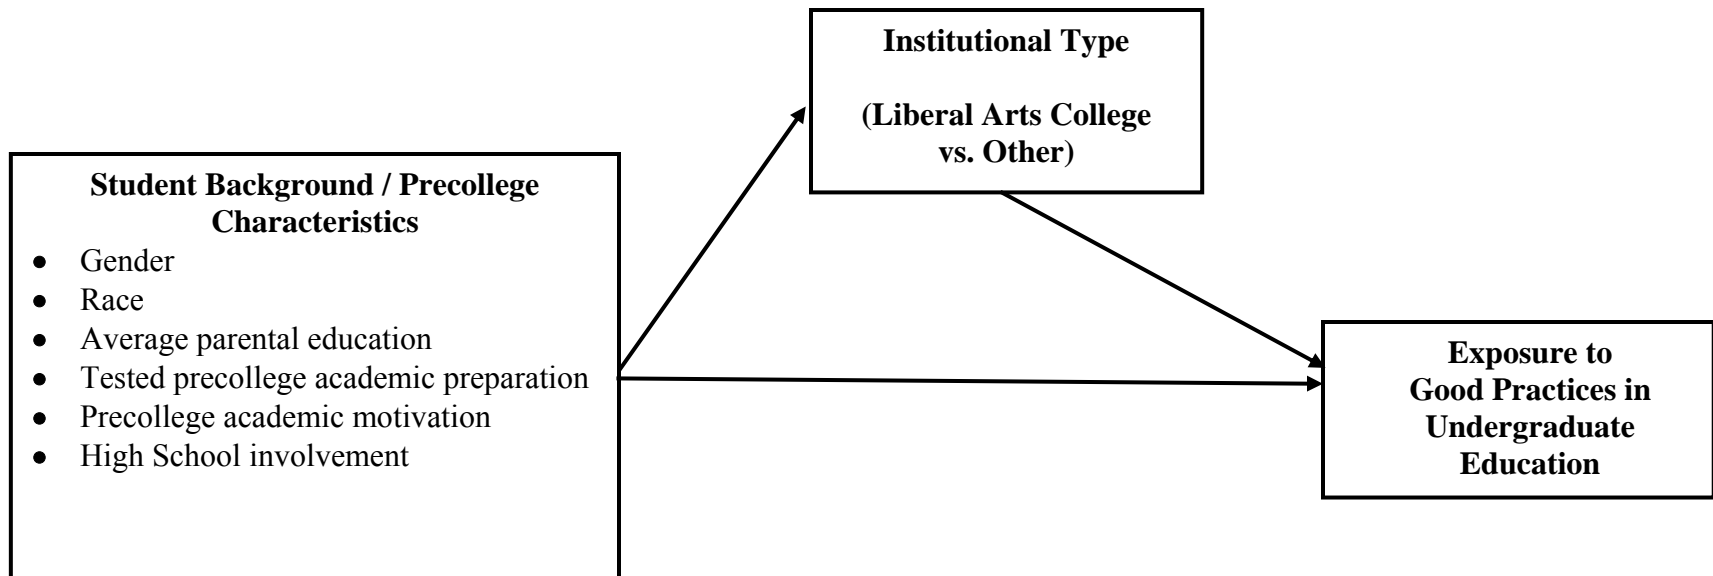 Institutional Type
(Liberal Arts College
vs. Other)
Student Background / Precollege
Characteristics
● Gender
● Race
● Average parental education
● Tested precollege academic preparation
● Precollege academic motivation
● High School involvement
Exposure to
Good Practices in
Undergraduate
Education